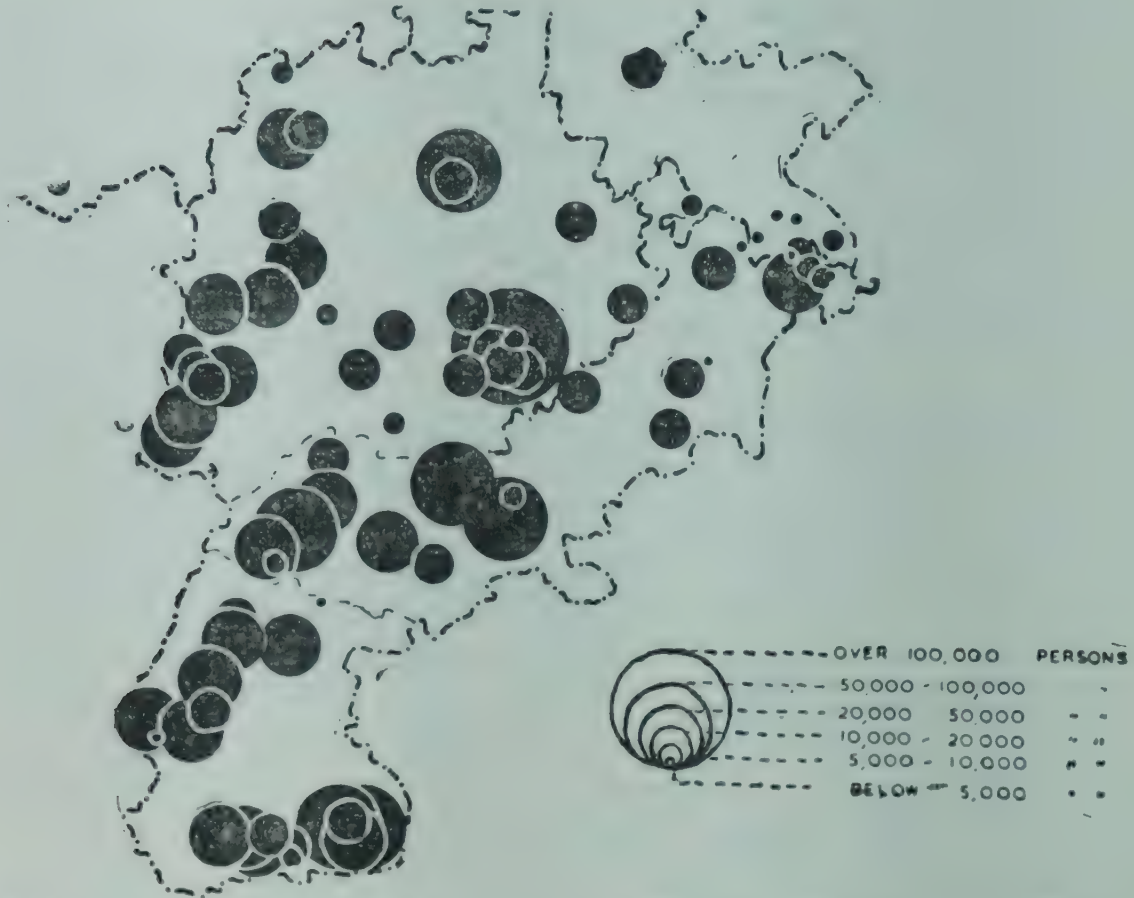 OVER 100,000 PERSONS
50,000 - 100,000 "
20,000 50,000 " "
10,000 - 20 000 " "
5,000 - 10,000 " "
BELOW 5,000 " "